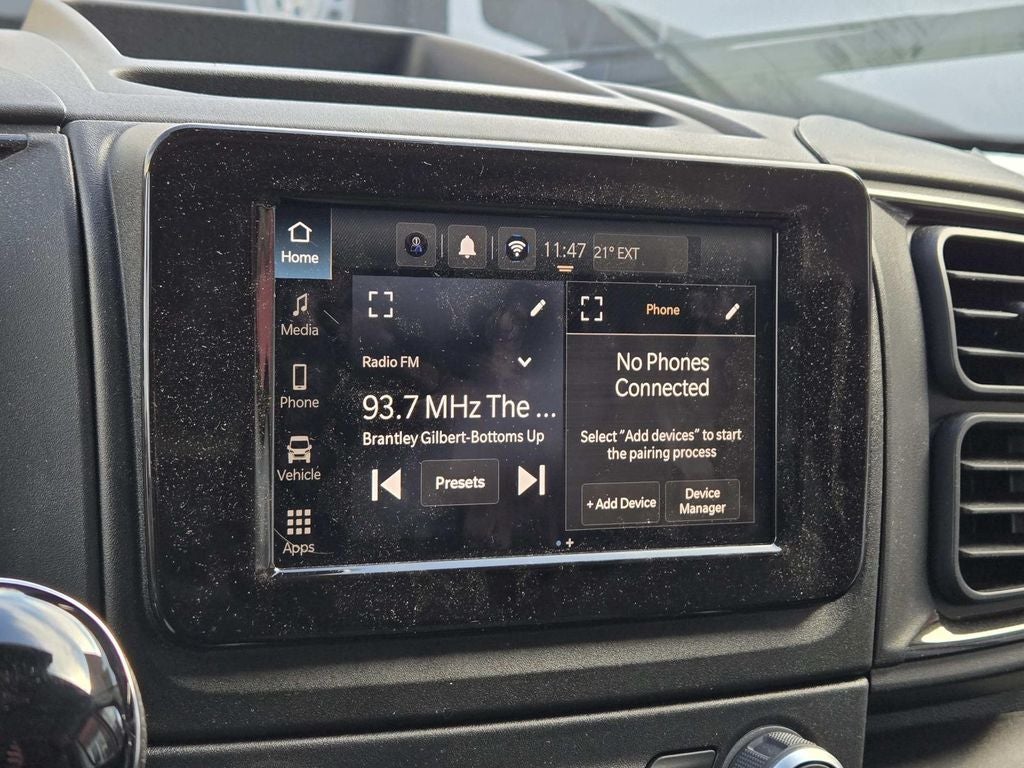 Home
11:47 21° EXT
Media
Phone
Vehicle
Apps
Radio FM
93.7 MHz The ...
Brantley Gilbert-Bottoms Up
Presets
Phone
No Phones
Connected
Select "Add devices" to start
the pairing process
+ Add Device
Device
Manager